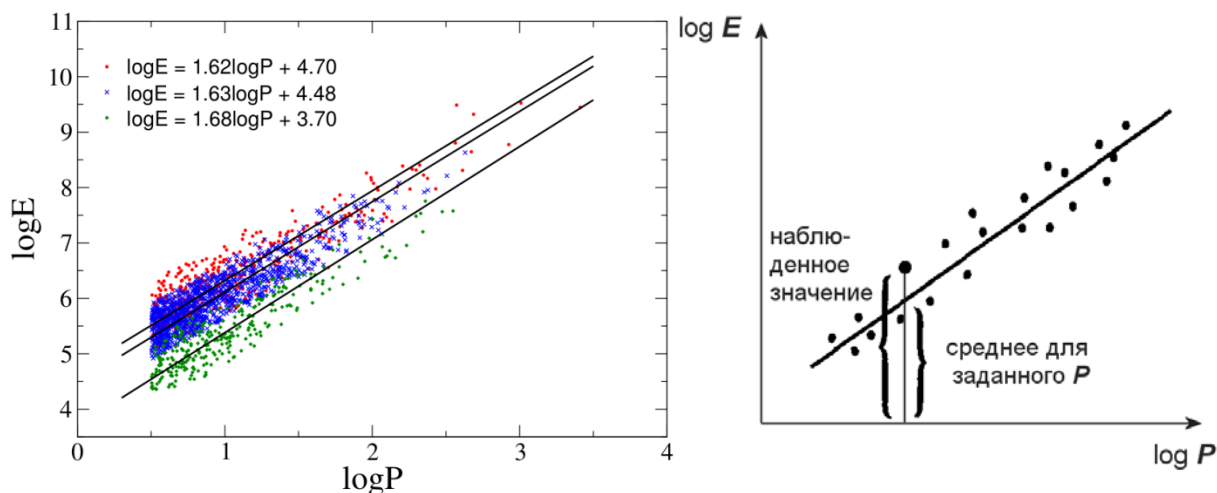 11
10
9
8
7
6
5
4
logE
logE = 1.62logP + 4.70
logE = 1.63logP + 4.48
logE = 1.68logP + 3.70
0
1
2
3
4
logP
log E
наблю-
денное
значение
среднее для
заданного P
log P